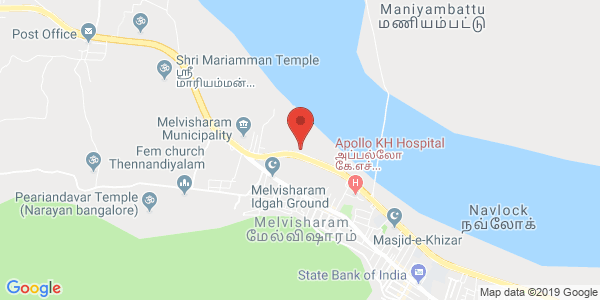 Maniyambattu
மணியம்பட்டு
Post Office
Shri Mariamman Temple
ஸ்ரீ
மாரியம்மன்...
Melvisharam
Municipality
Apollo KH Hospital
அப்பல்லோ
கே.எச்...
Fem church
Thennandiyalam
Melvisharam
Idgah Ground
Peariandavar Temple
(Narayan bangalore)
Navlock
நவ்லோக்
Melvisharam
மேல்விஷாரம்
Masjid-e-Khizar
State Bank of India
Google
Map data ©2019 Google